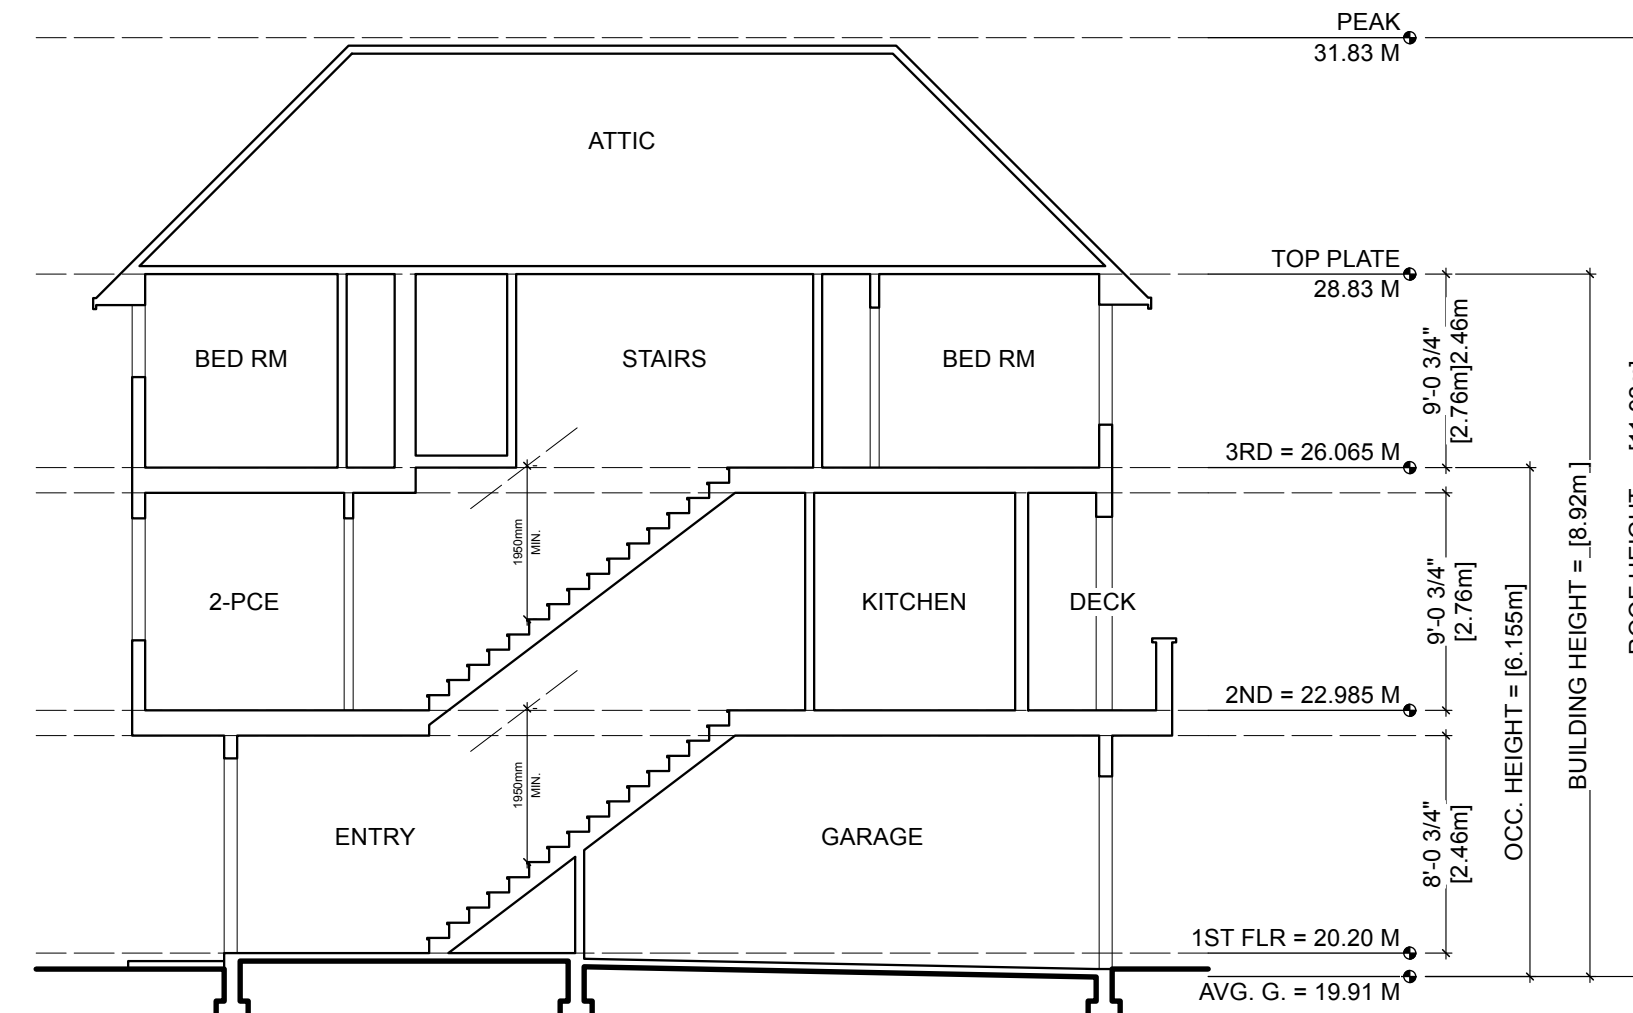 PEAK
31.83 M
ATTIC
TOP PLATE
28.83 M
BED RM
STAIRS
BED RM
9'-0 3/4"
[2.76m]2.46m
3RD = 26.065 M
1950mm
MIN.
2-PCE
KITCHEN
DECK
9'-0 3/4"
[2.76m]
OCC. HEIGHT = [6.155m]
BUILDING HEIGHT = [8.92m]
2ND = 22.985 M
1950mm
MIN.
ENTRY
GARAGE
8'-0 3/4"
[2.46m]
1ST FLR = 20.20 M
AVG. G. = 19.91 M